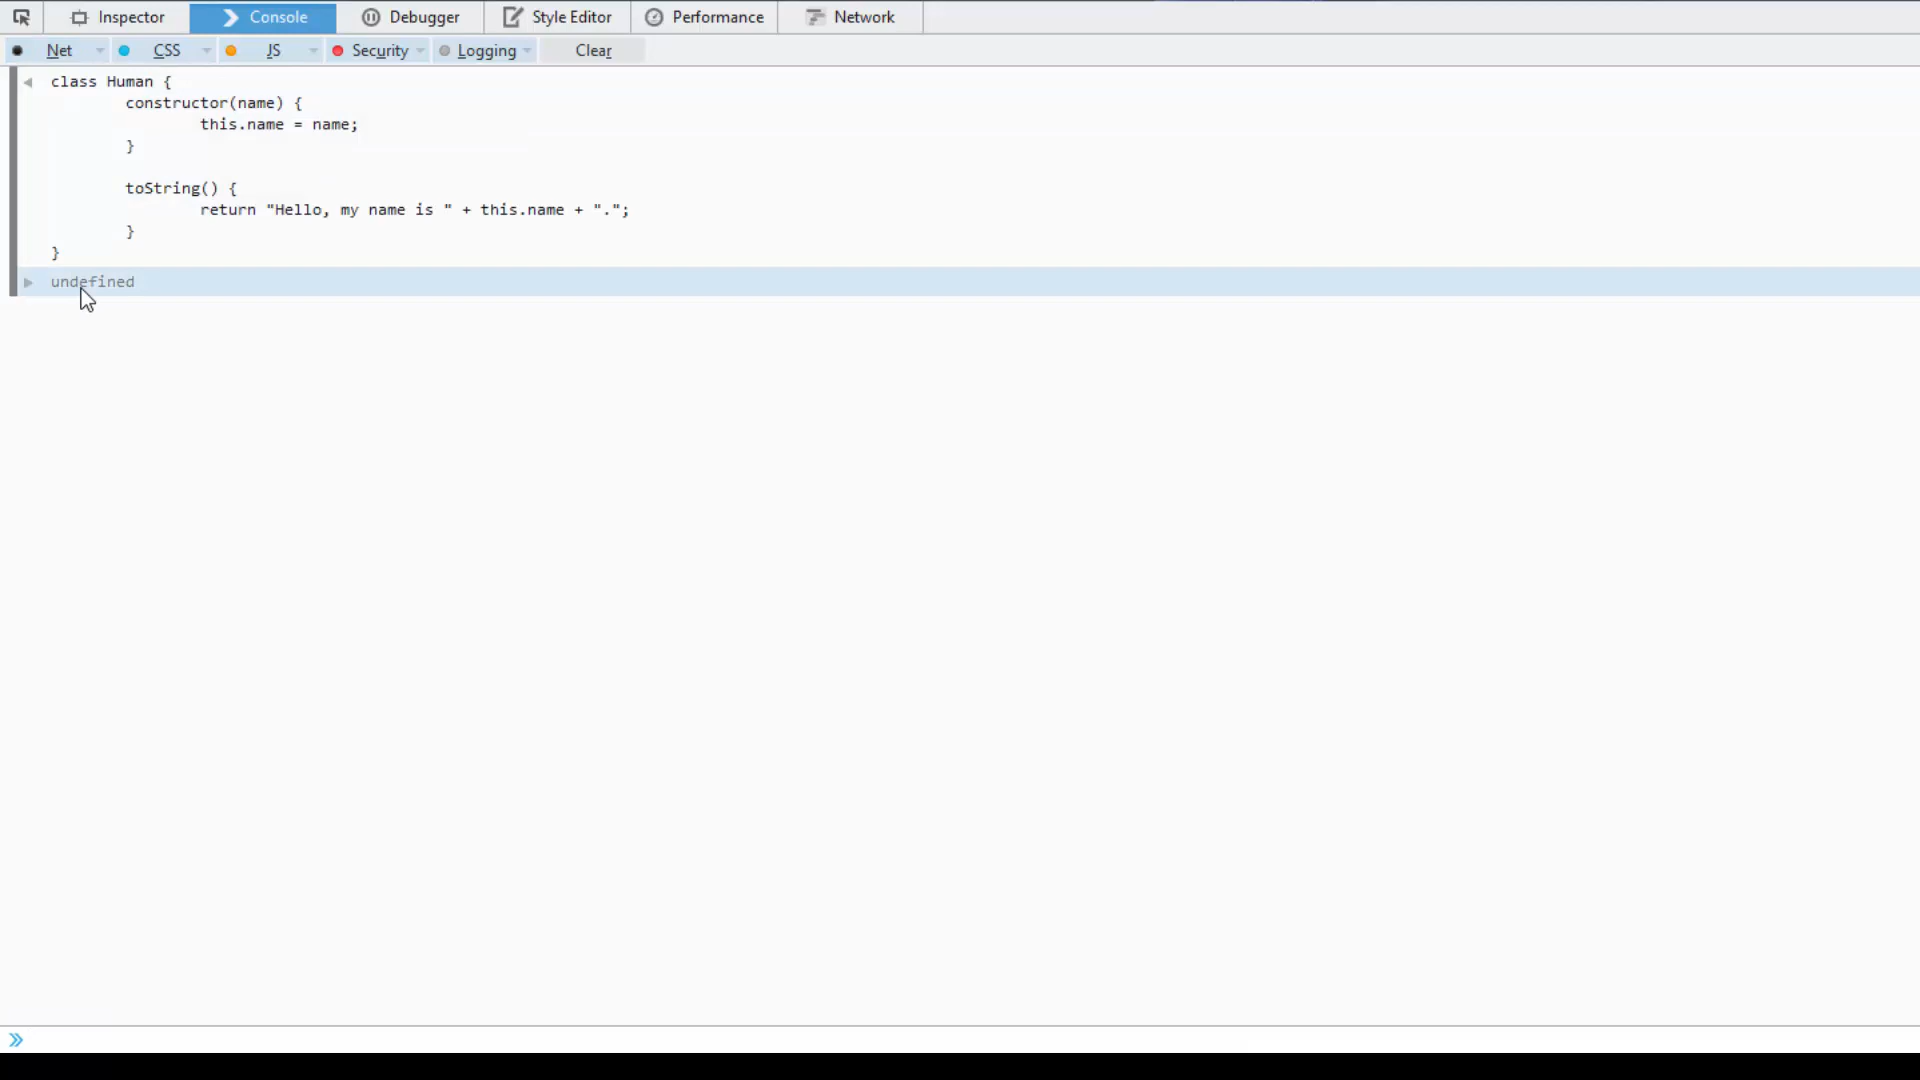 Inspector Console Debugger Style Editor Performance Network
Net CSS JS Security Logging Clear
class Human {
constructor(name) {
this.name = name;
}
toString() {
return "Hello, my name is " + this.name + ".";
}
}
undefined